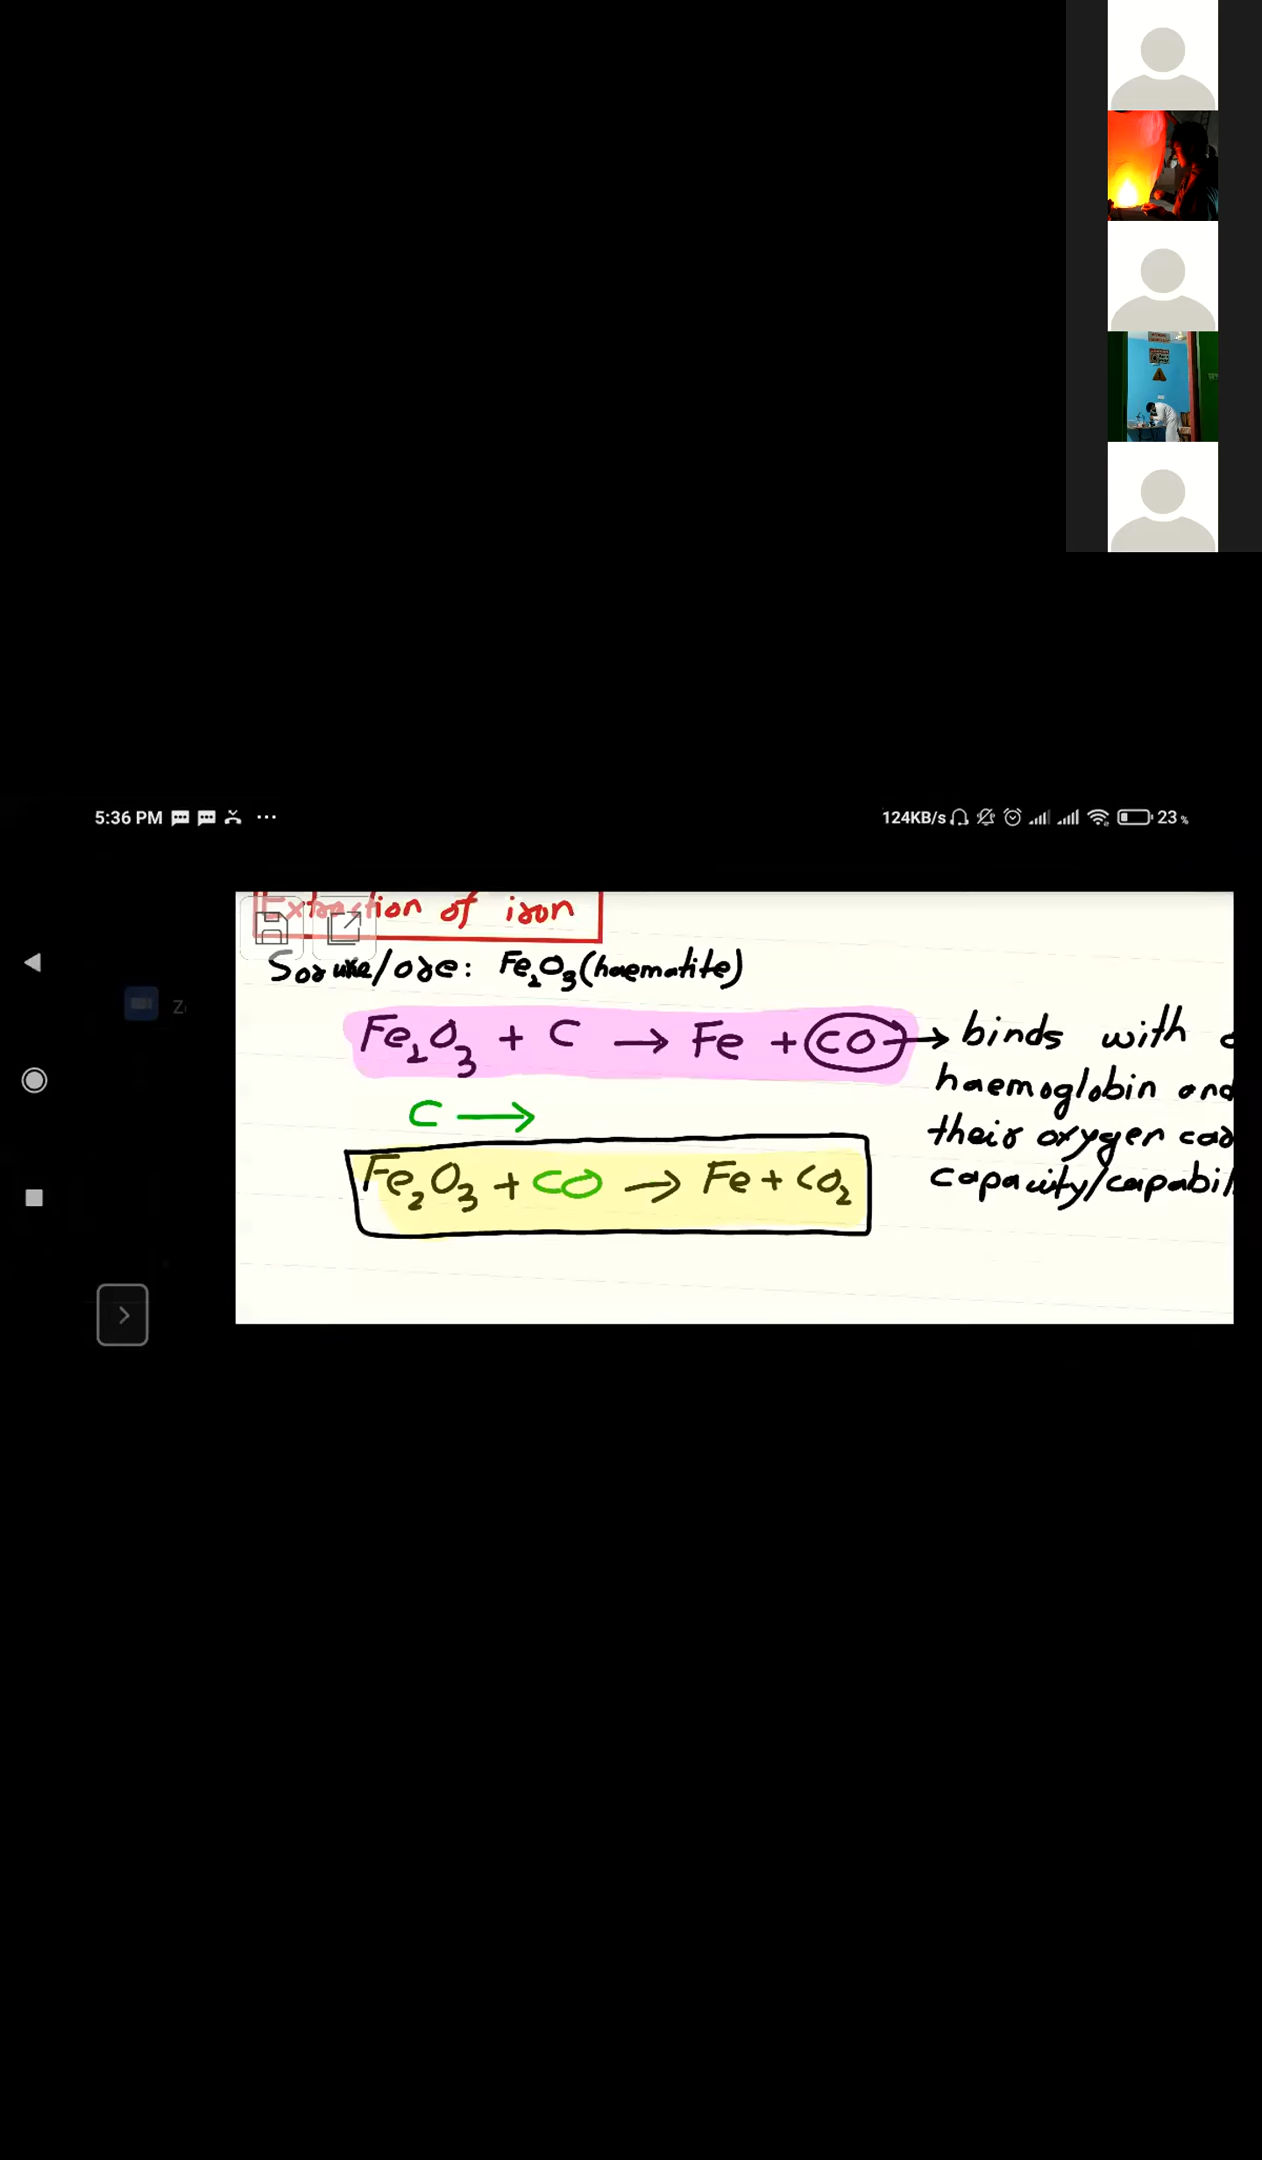 5:36 PM ... 124KB/s 23%
Extraction of iron
Source/ore: Fe₂O₃(haematite)
Fe₂O₃ + C → Fe + CO → binds with
haemoglobin and
their oxygen car
capacity/capabil
C →
Fe₂O₃ + CO → Fe + CO₂